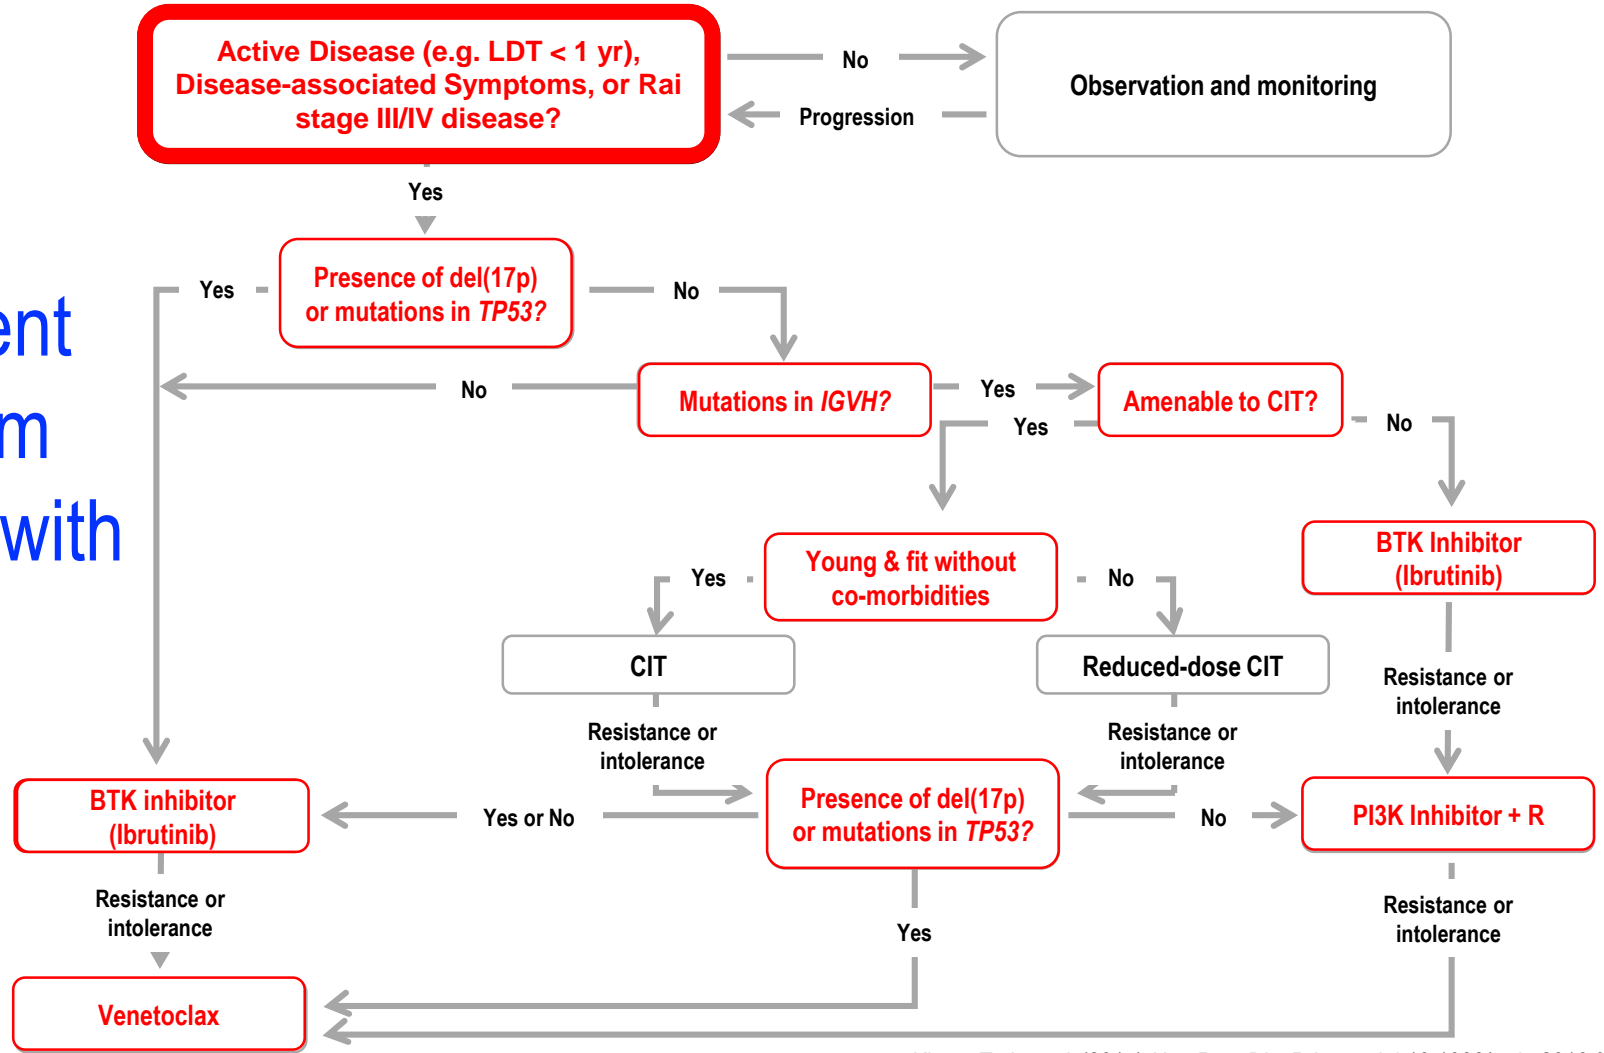 Active Disease (e.g. LDT < 1 yr),
Disease-associated Symptoms, or Rai
stage III/IV disease?
No
Progression
Observation and monitoring
Yes
Presence of del(17p)
or mutations in TP53?
Yes
No
Mutations in IGVH?
No
Yes
Amenable to CIT?
Yes
No
with
Young & fit without
co-morbidities
Yes
No
BTK Inhibitor
(Ibrutinib)
CIT
Reduced-dose CIT
Resistance or
intolerance
Resistance or
intolerance
Resistance or
intolerance
BTK inhibitor
(Ibrutinib)
Yes or No
Presence of del(17p)
or mutations in TP53?
No
PI3K Inhibitor + R
Resistance or
intolerance
Yes
Resistance or
intolerance
Venetoclax